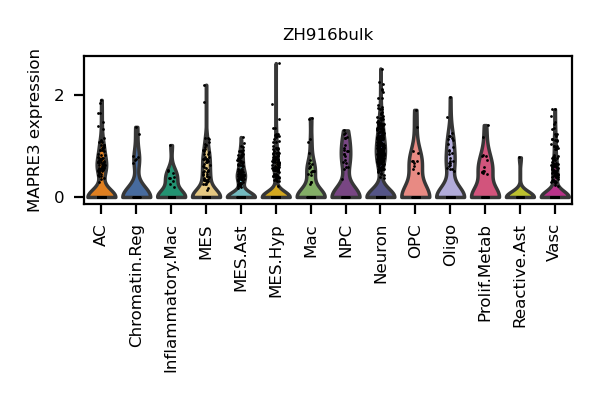 ZH916bulk
MAPRE3 expression
2
0
AC
Chromatin.Reg
Inflammatory.Mac
MES
MES.Ast
MES.Hyp
Mac
NPC
Neuron
OPC
Oligo
Prolif.Metab
Reactive.Ast
Vasc